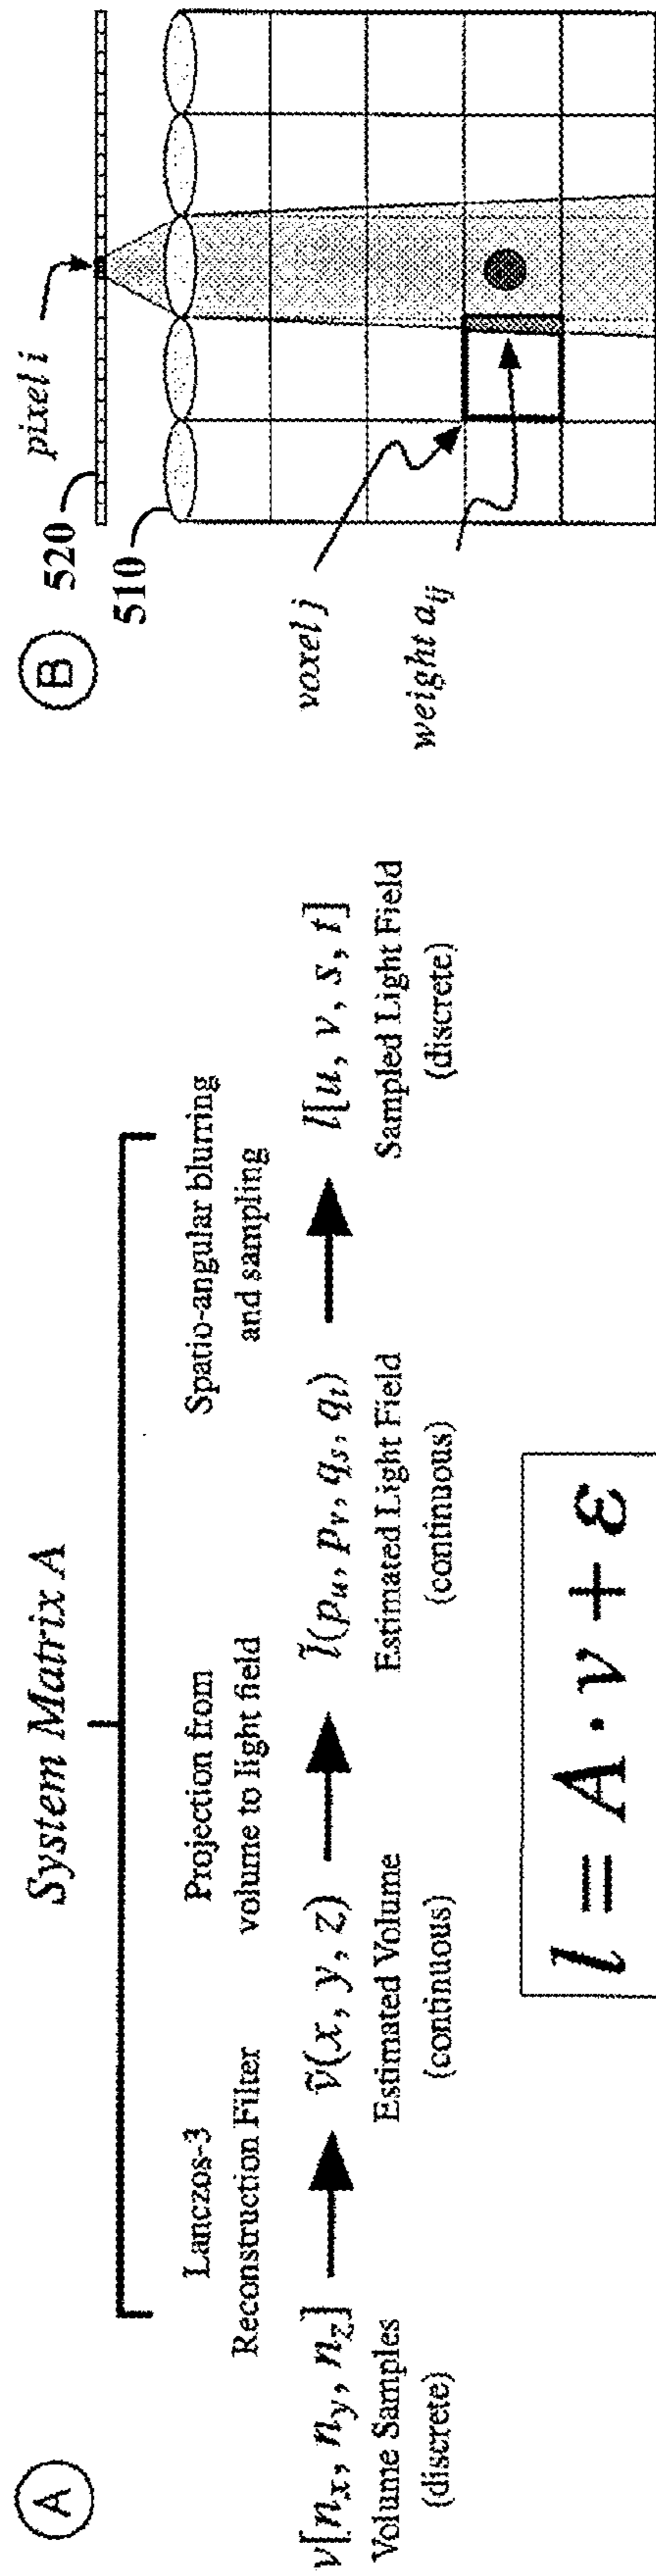 A
System Matrix A
Lanczos-3
Reconstruction Filter
Projection from
volume to light field
Spatio-angular blurring
and sampling
v[n_x, n_y, n_z]
Volume Samples
(discrete)
ṽ(x, y, z)
Estimated Volume
(continuous)
l̃(p_u, p_v, q_s, q_t)
Estimated Light Field
(continuous)
l[u, v, s, t]
Sampled Light Field
(discrete)
l = A · v + ε
B
520
pixel i
510
voxel j
weight a_ij